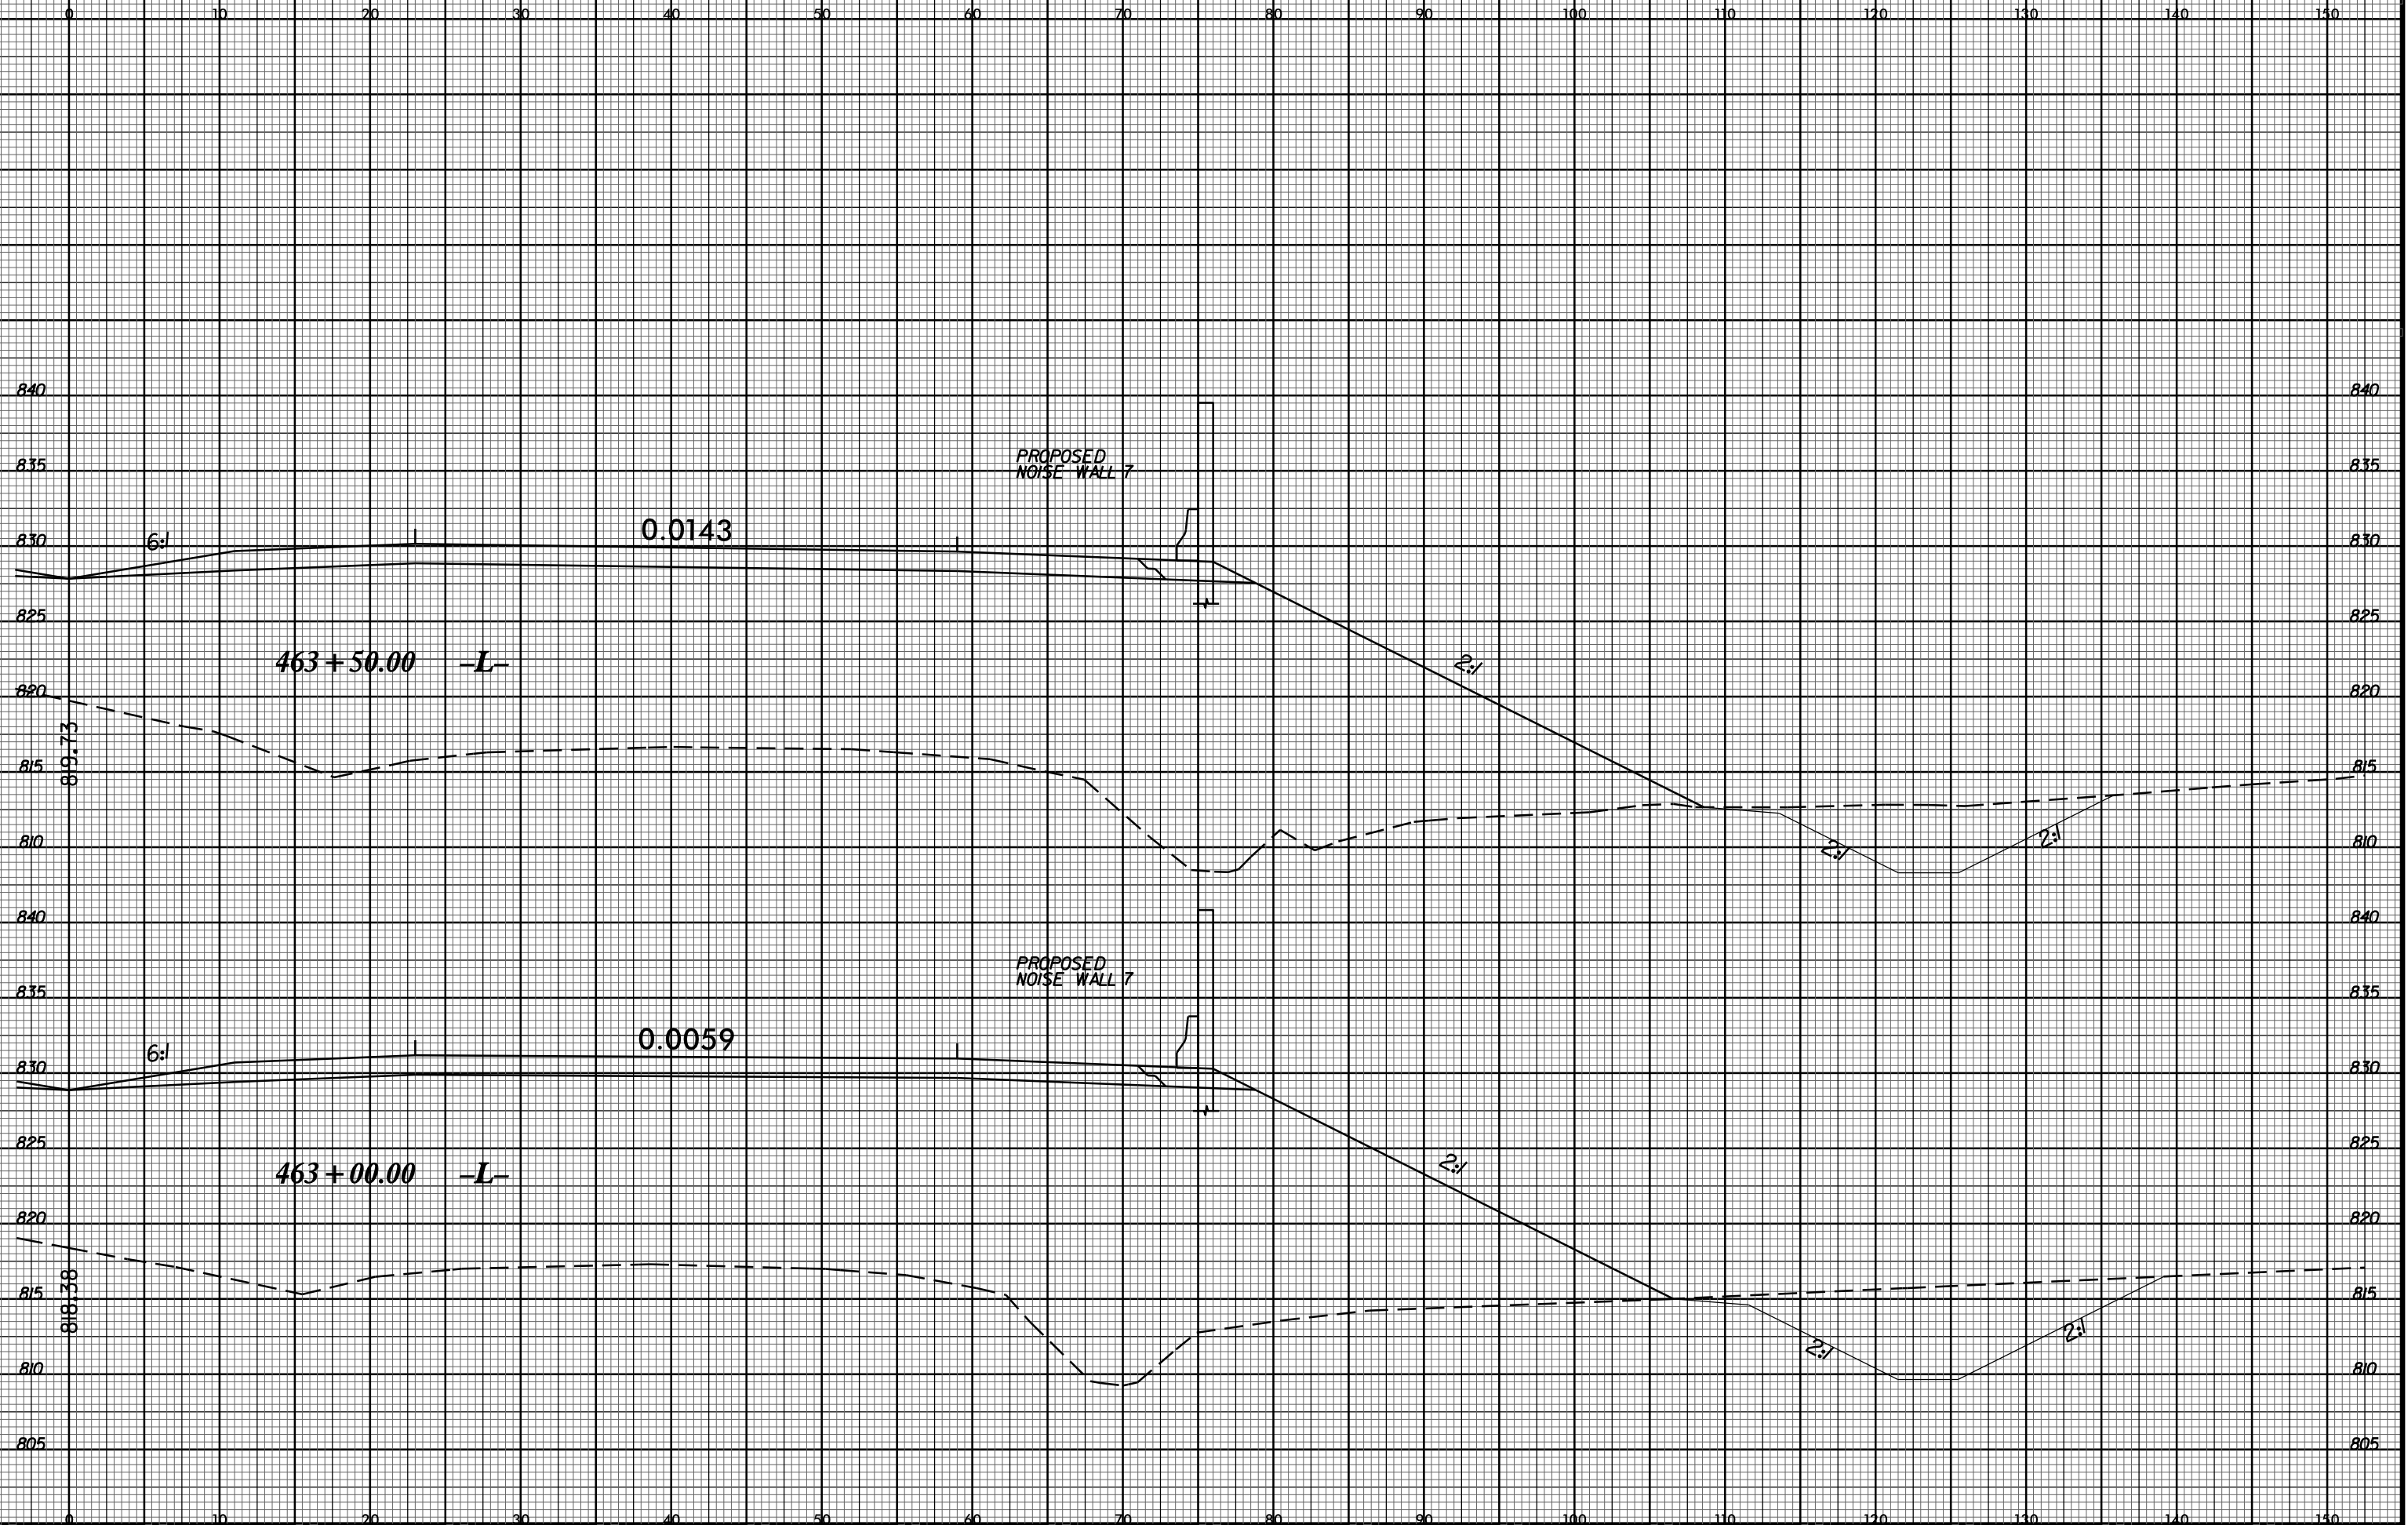 0 10 20 30 40 50 60 70 80 90 100 110 120 130 140 150
840 840
PROPOSED
835 NOISE WALL 7 835
830 6:1 0.0143 830
825 825
463+50.00 -L- 2:1
820 820
819.73
815 815
810 2:1 2:1 810
840 840
PROPOSED
835 NOISE WALL 7 835
830 6:1 0.0059 830
825 825
463+00.00 -L- 2:1
820 820
818.38
815 815
810 2:1 2:1 810
805 805
0 10 20 30 40 50 60 70 80 90 100 110 120 130 140 150